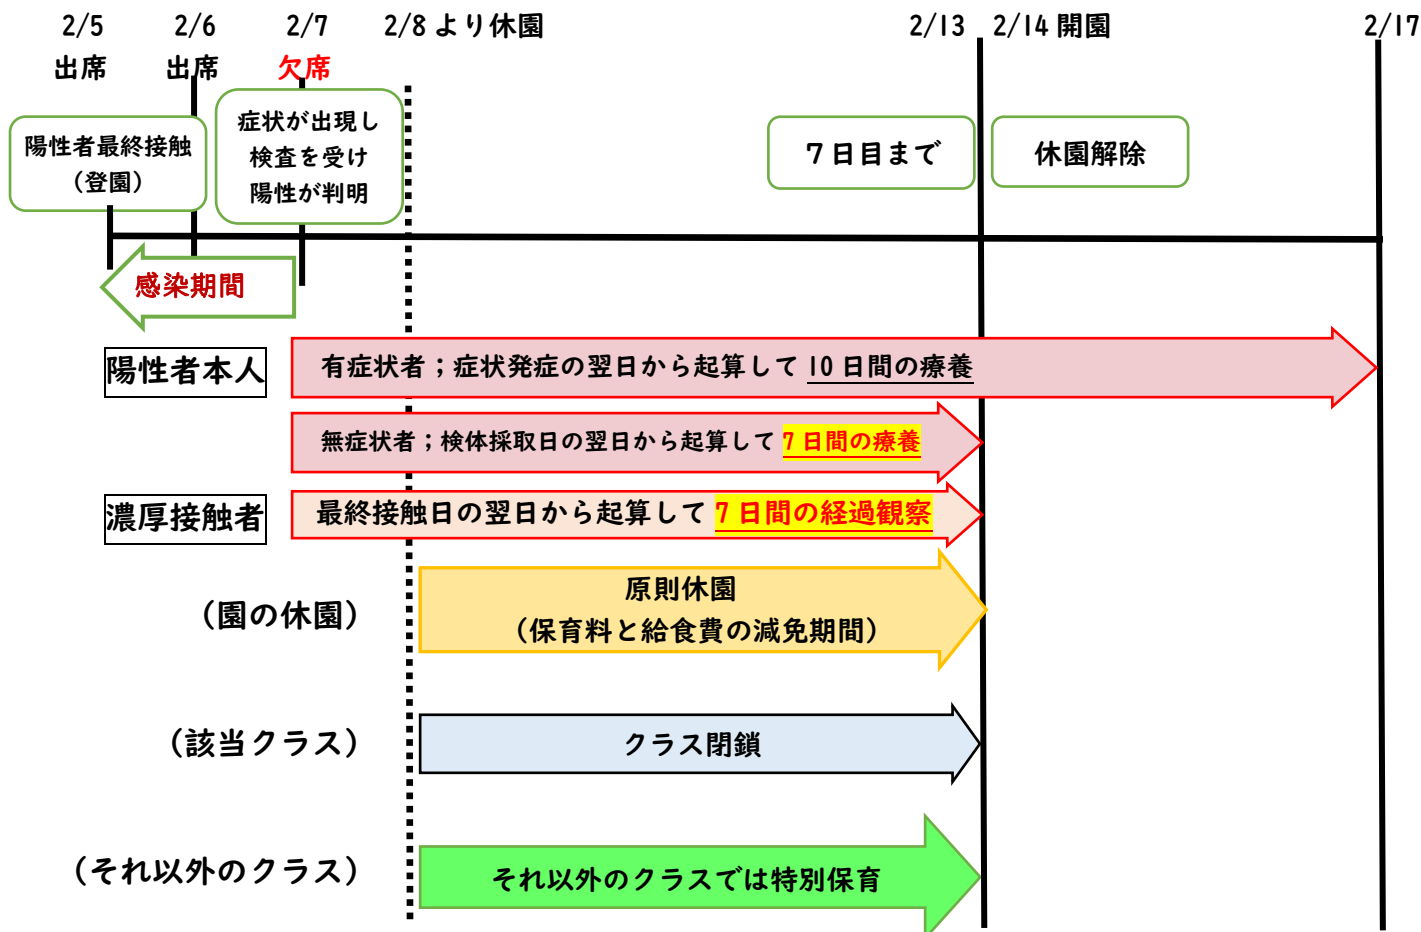 2/5
2/6
2/7
2/8より休園
2/13
2/14開園
2/17
出席
出席
欠席
陽性者最終接触
（登園）
症状が出現し
検査を受け
陽性が判明
7日目まで
休園解除
感染期間
陽性者本人
有症状者；症状発症の翌日から起算して10日間の療養
無症状者；検体採取日の翌日から起算して7日間の療養
濃厚接触者
最終接触日の翌日から起算して7日間の経過観察
（園の休園）
原則休園
（保育料と給食費の減免期間）
（該当クラス）
クラス閉鎖
（それ以外のクラス）
それ以外のクラスでは特別保育